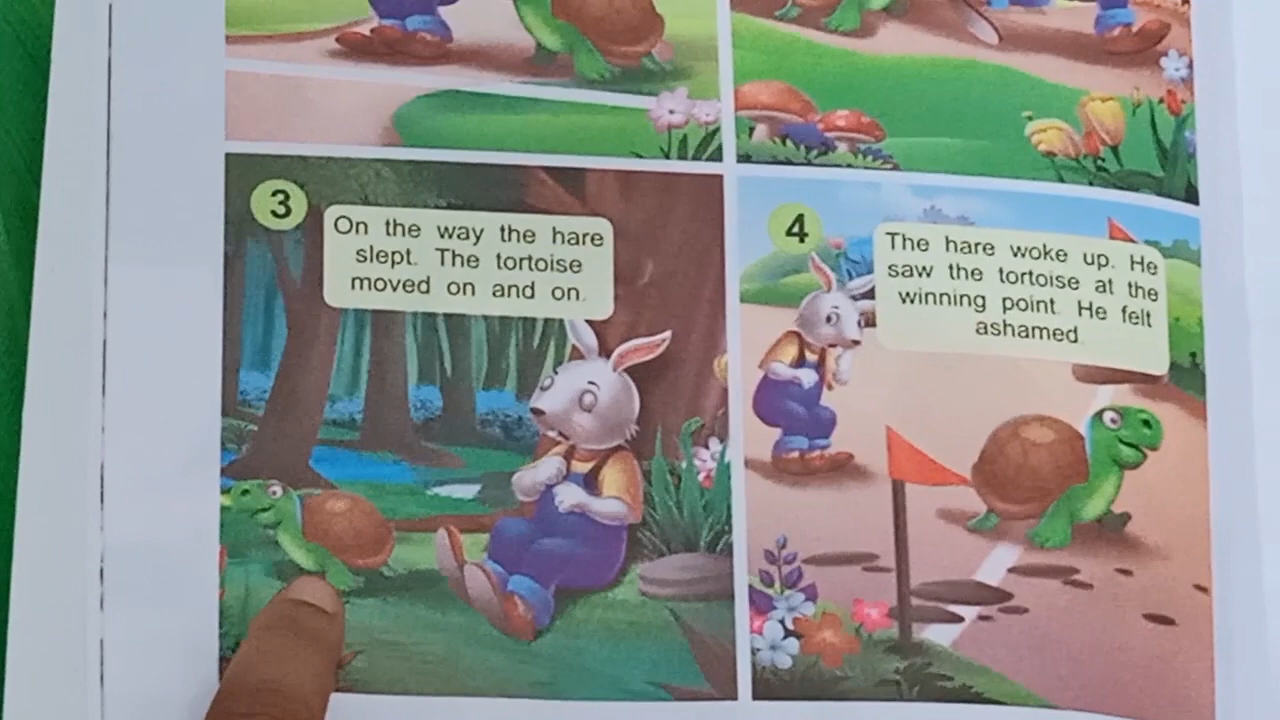 3
On the way the hare
slept. The tortoise
moved on and on.
4
The hare woke up. He
saw the tortoise at the
winning point. He felt
ashamed